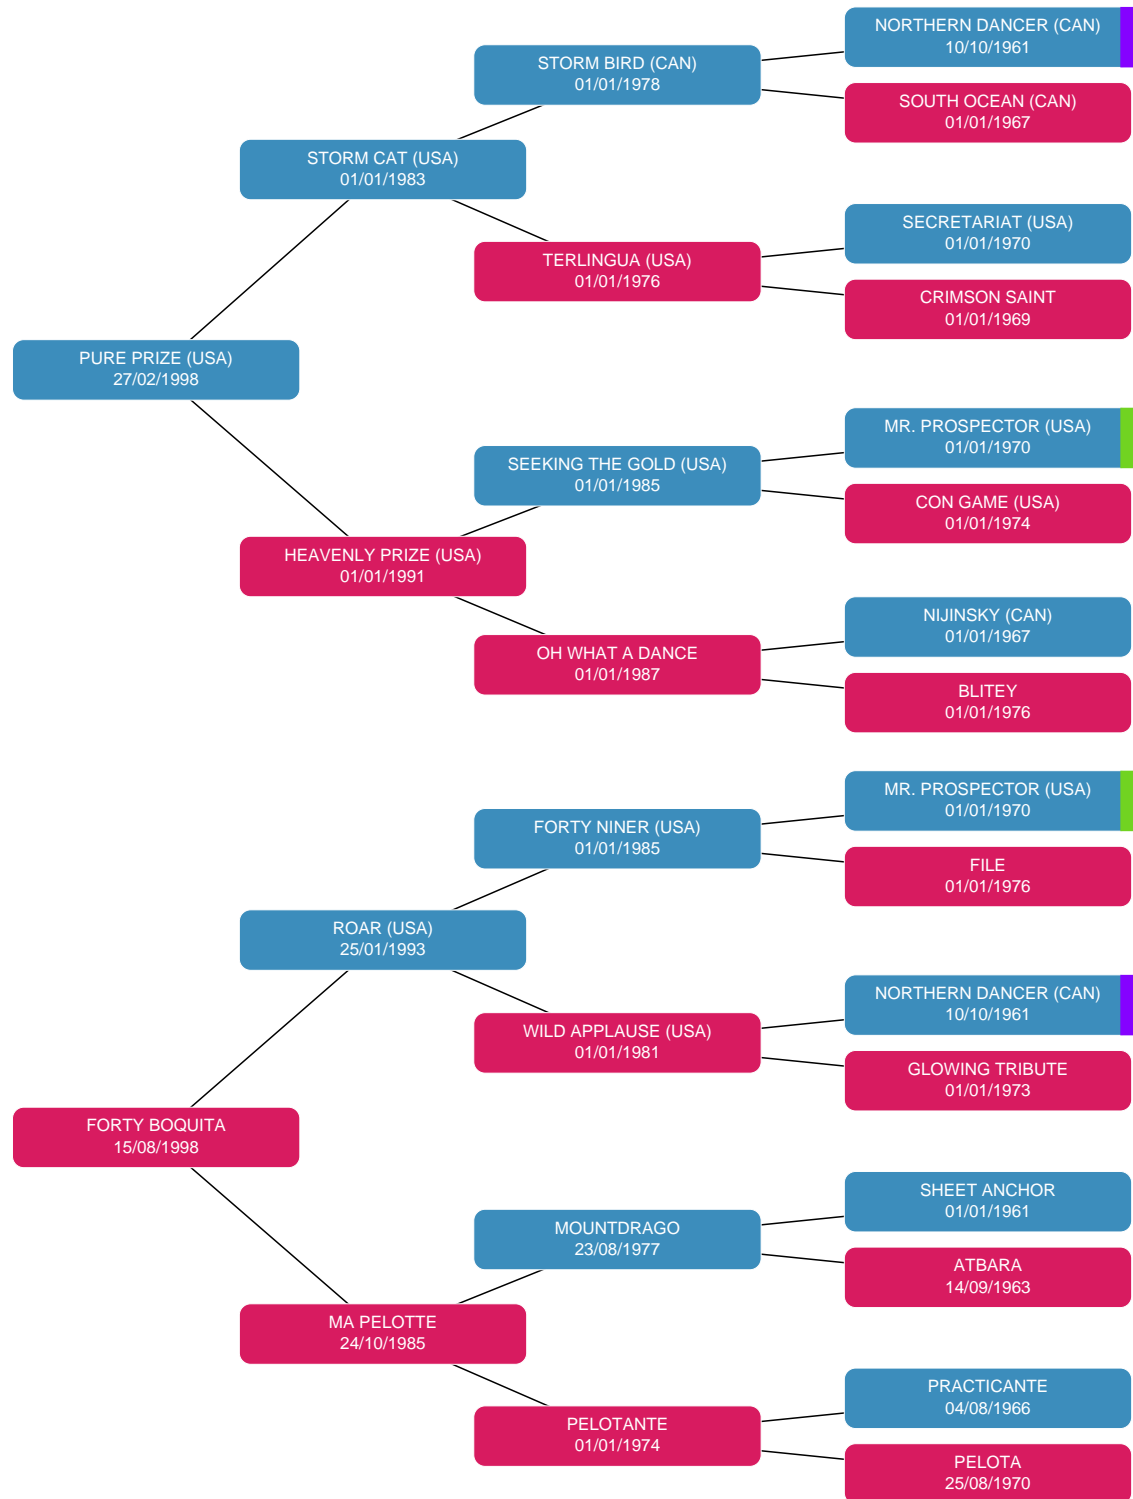 NORTHERN DANCER (CAN)
10/10/1961
STORM BIRD (CAN)
01/01/1978
SOUTH OCEAN (CAN)
01/01/1967
STORM CAT (USA)
01/01/1983
SECRETARIAT (USA)
01/01/1970
TERLINGUA (USA)
01/01/1976
CRIMSON SAINT
01/01/1969
PURE PRIZE (USA)
27/02/1998
MR. PROSPECTOR (USA)
01/01/1970
SEEKING THE GOLD (USA)
01/01/1985
CON GAME (USA)
01/01/1974
HEAVENLY PRIZE (USA)
01/01/1991
NIJINSKY (CAN)
01/01/1967
OH WHAT A DANCE
01/01/1987
BLITEY
01/01/1976
MR. PROSPECTOR (USA)
01/01/1970
FORTY NINER (USA)
01/01/1985
FILE
01/01/1976
ROAR (USA)
25/01/1993
NORTHERN DANCER (CAN)
10/10/1961
WILD APPLAUSE (USA)
01/01/1981
GLOWING TRIBUTE
01/01/1973
FORTY BOQUITA
15/08/1998
SHEET ANCHOR
01/01/1961
MOUNTDRAGO
23/08/1977
ATBARA
14/09/1963
MA PELOTTE
24/10/1985
PRACTICANTE
04/08/1966
PELOTANTE
01/01/1974
PELOTA
25/08/1970